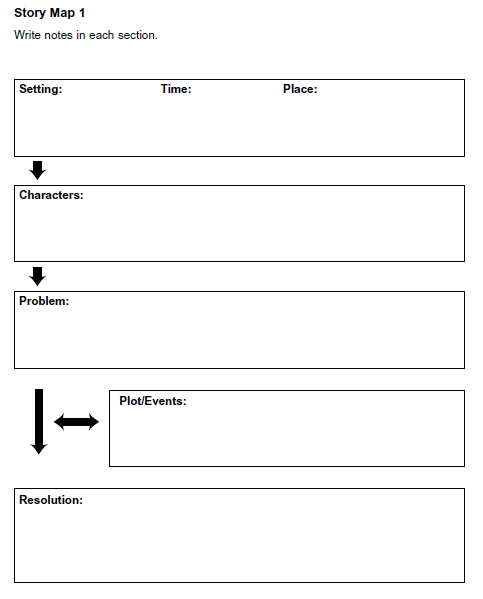 Story Map 1
Write notes in each section.
Setting: Time: Place:
Characters:
Problem:
Plot/Events:
Resolution: